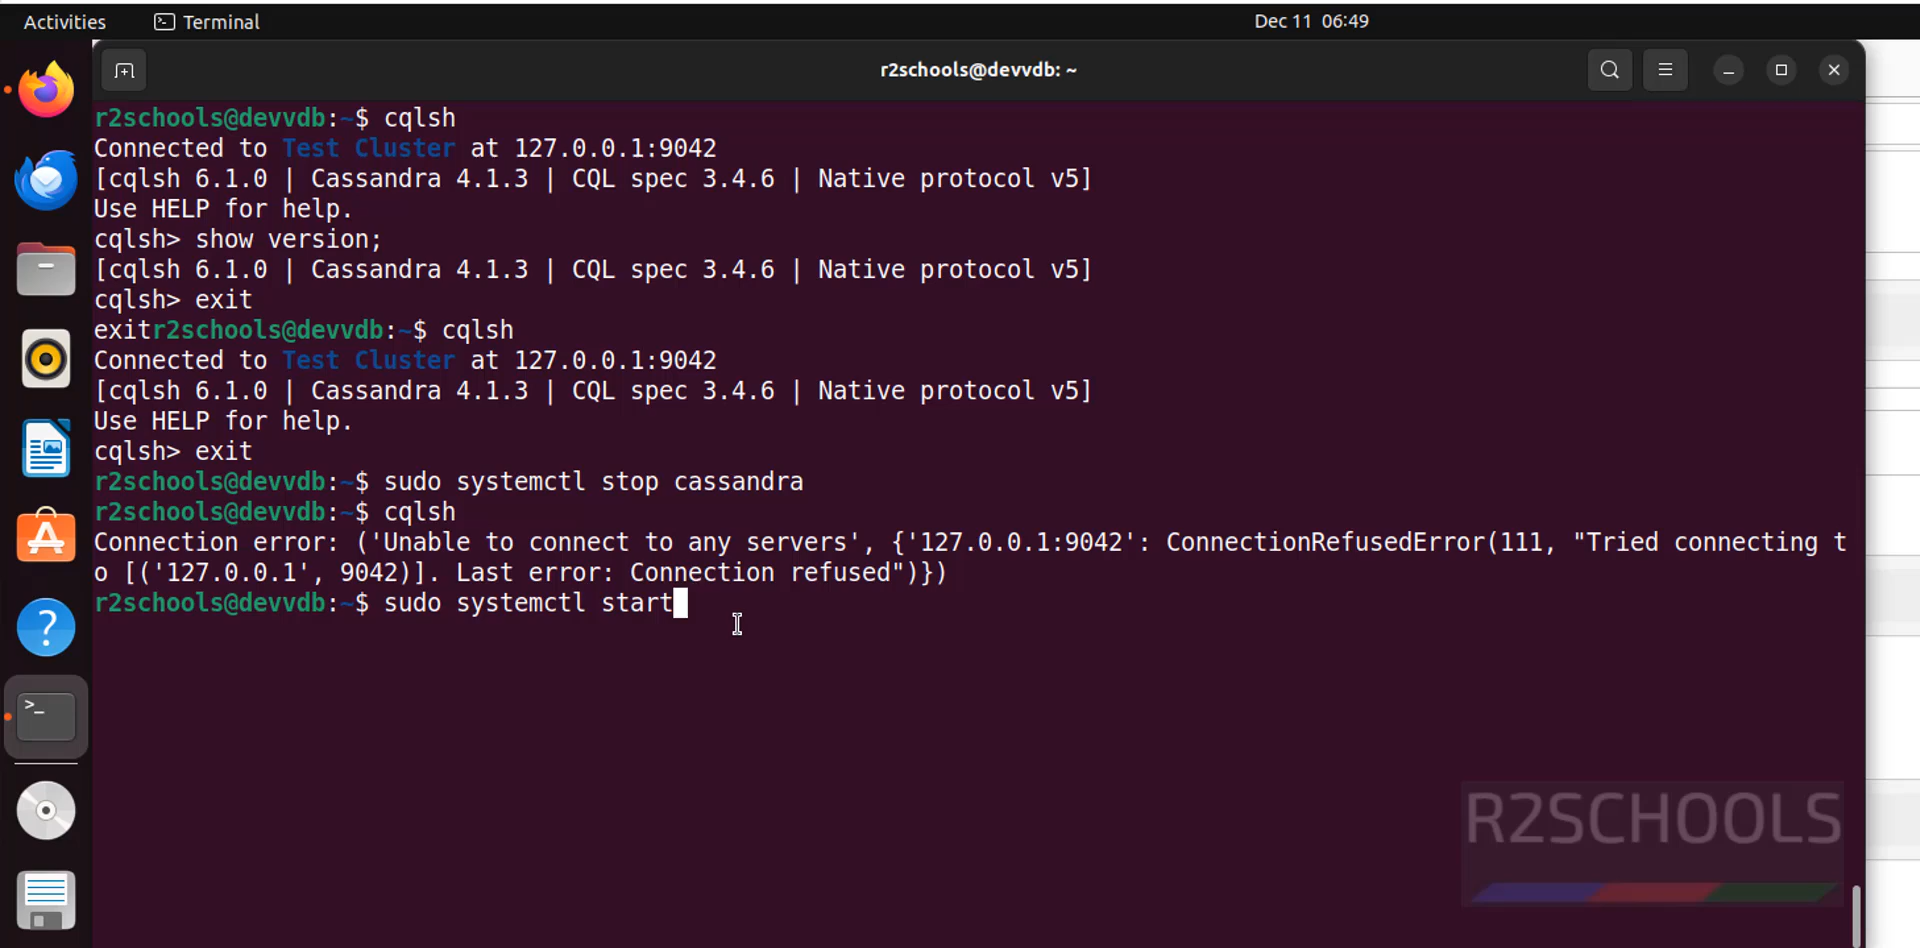 Activities
Terminal
Dec 11 06:49
r2schools@devvdb: ~
r2schools@devvdb:~$ cqlsh
Connected to Test Cluster at 127.0.0.1:9042
[cqlsh 6.1.0 | Cassandra 4.1.3 | CQL spec 3.4.6 | Native protocol v5]
Use HELP for help.
cqlsh> show version;
[cqlsh 6.1.0 | Cassandra 4.1.3 | CQL spec 3.4.6 | Native protocol v5]
cqlsh> exit
exitr2schools@devvdb:~$ cqlsh
Connected to Test Cluster at 127.0.0.1:9042
[cqlsh 6.1.0 | Cassandra 4.1.3 | CQL spec 3.4.6 | Native protocol v5]
Use HELP for help.
cqlsh> exit
r2schools@devvdb:~$ sudo systemctl stop cassandra
r2schools@devvdb:~$ cqlsh
Connection error: ('Unable to connect to any servers', {'127.0.0.1:9042': ConnectionRefusedError(111, "Tried connecting t
o [('127.0.0.1', 9042)]. Last error: Connection refused")})
r2schools@devvdb:~$ sudo systemctl start
R2SCHOOLS